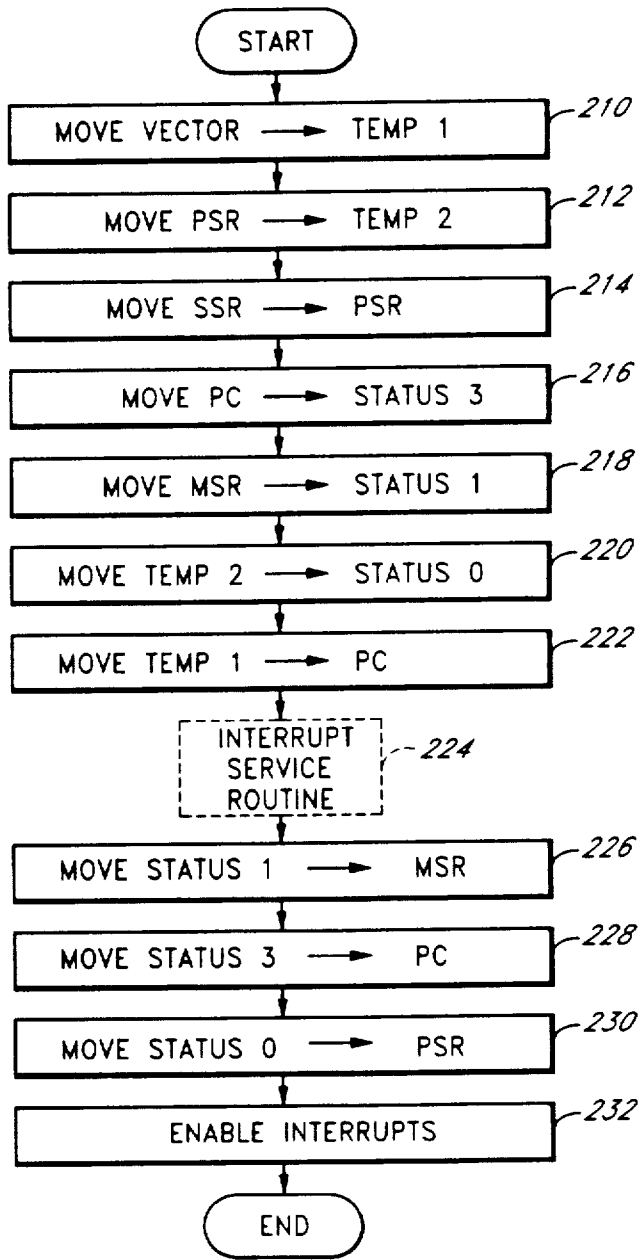 START
MOVE VECTOR → TEMP 1
210
MOVE PSR → TEMP 2
212
MOVE SSR → PSR
214
MOVE PC → STATUS 3
216
MOVE MSR → STATUS 1
218
MOVE TEMP 2 → STATUS 0
220
MOVE TEMP 1 → PC
222
INTERRUPT
SERVICE
ROUTINE
224
MOVE STATUS 1 → MSR
226
MOVE STATUS 3 → PC
228
MOVE STATUS 0 → PSR
230
ENABLE INTERRUPTS
232
END